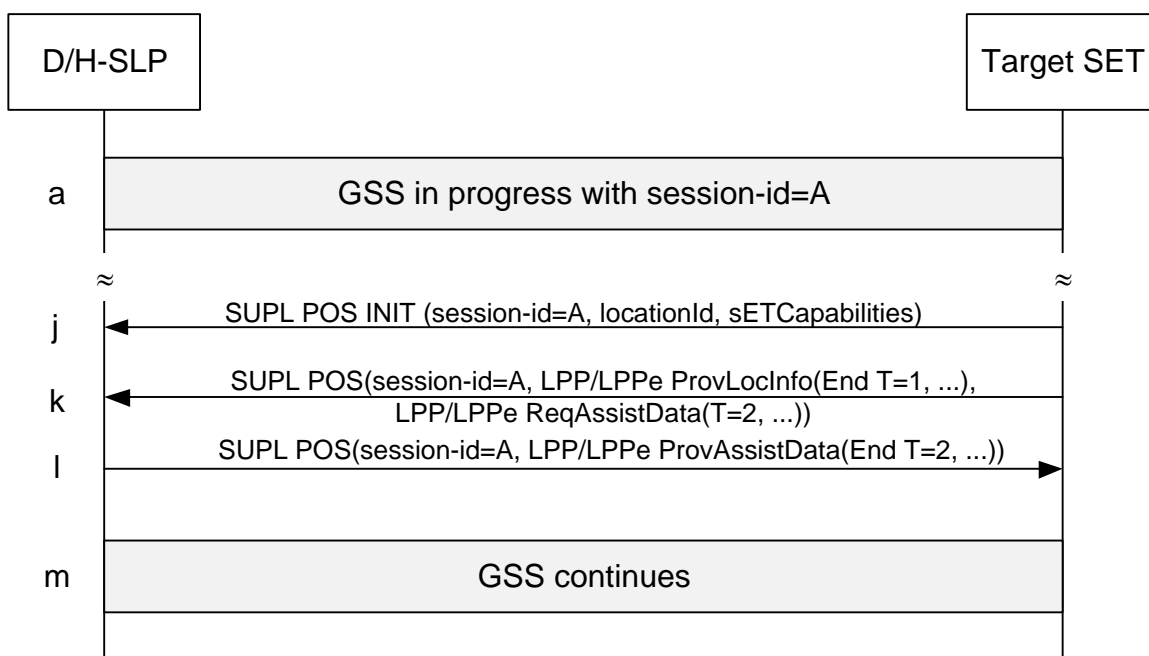 D/H-SLP
Target SET
a
GSS in progress with session-id=A
≈ ≈
j
SUPL POS INIT (session-id=A, locationId, sETCapabilities)
k
SUPL POS(session-id=A, LPP/LPPe ProvLocInfo(End T=1, ...),
LPP/LPPe ReqAssistData(T=2, ...))
l
SUPL POS(session-id=A, LPP/LPPe ProvAssistData(End T=2, ...))
m
GSS continues